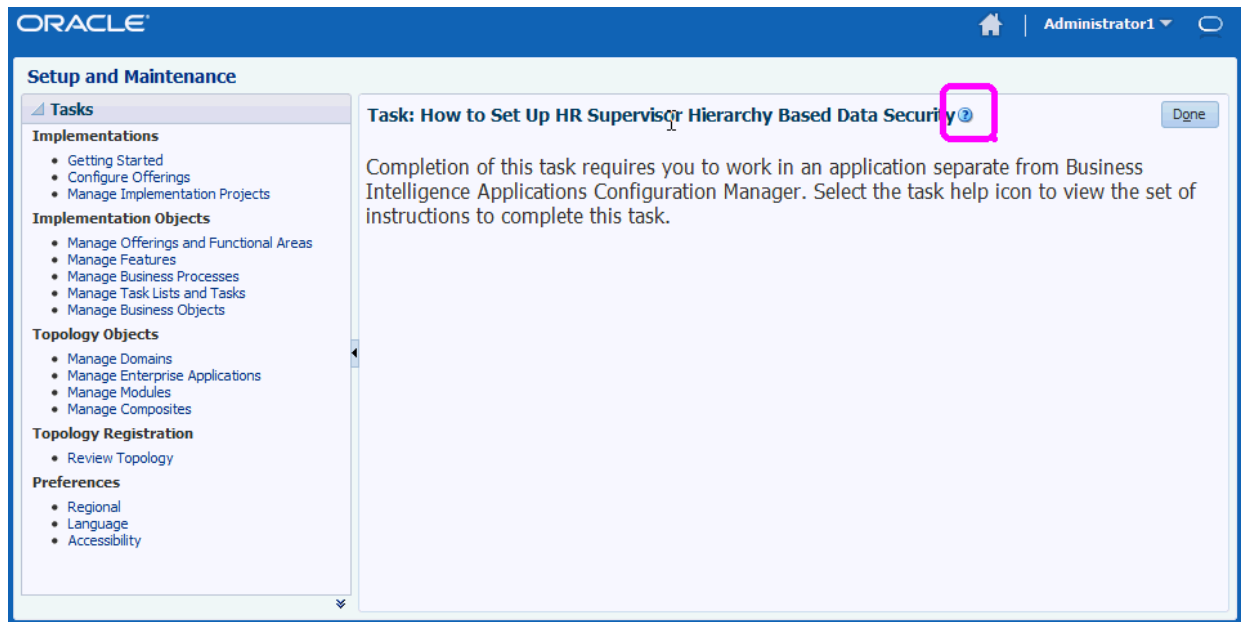 ORACLE
Administrator1
Setup and Maintenance
Tasks
Implementations
Getting Started
Configure Offerings
Manage Implementation Projects
Implementation Objects
Manage Offerings and Functional Areas
Manage Features
Manage Business Processes
Manage Task Lists and Tasks
Manage Business Objects
Topology Objects
Manage Domains
Manage Enterprise Applications
Manage Modules
Manage Composites
Topology Registration
Review Topology
Preferences
Regional
Language
Accessibility
Task: How to Set Up HR Supervisor Hierarchy Based Data Security
Done
Completion of this task requires you to work in an application separate from Business
Intelligence Applications Configuration Manager. Select the task help icon to view the set of
instructions to complete this task.